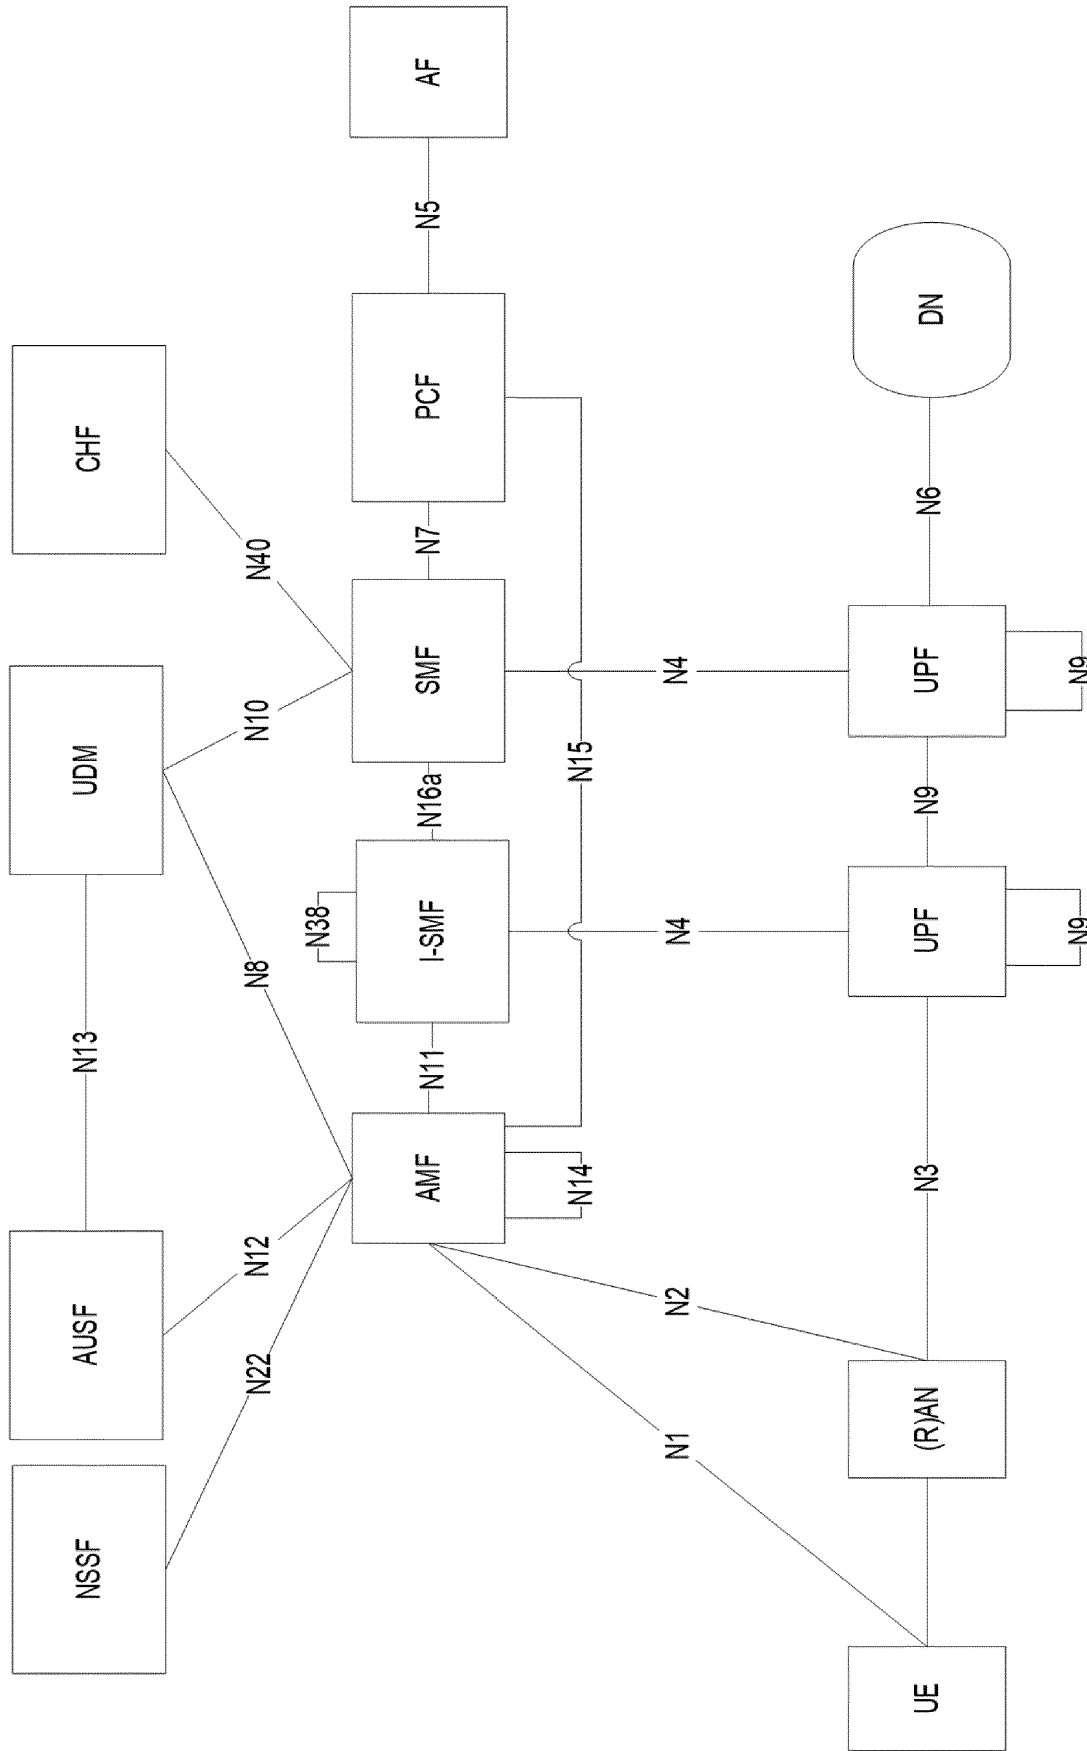 NSSF
AUSF
N13
UDM
CHF
N22
N12
N8
N10
N40
N38
AMF
N11
I-SMF
N16a
SMF
N7
PCF
N5
AF
N14
N15
N1
N2
N4
N4
UE
(R)AN
N3
UPF
N9
UPF
N6
DN
N9
N9